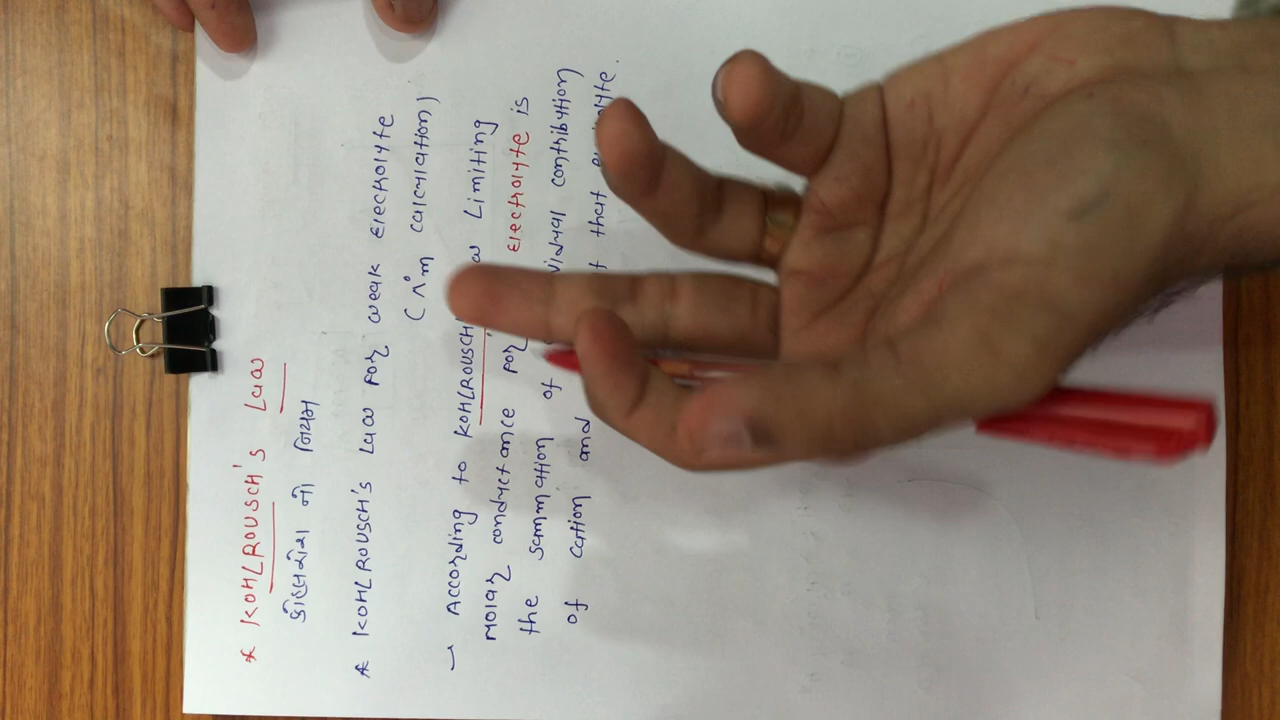 * KOHLROUSCH's Law
કોહલરોશ નો નિયમ
* KOHLROUSCH's Law For weak Electrolyte
(Λ°m calculation)
→ According to KOHLROUSCH Limiting
Molar conductance For Electrolyte is
the summation of contribution
of cation and that